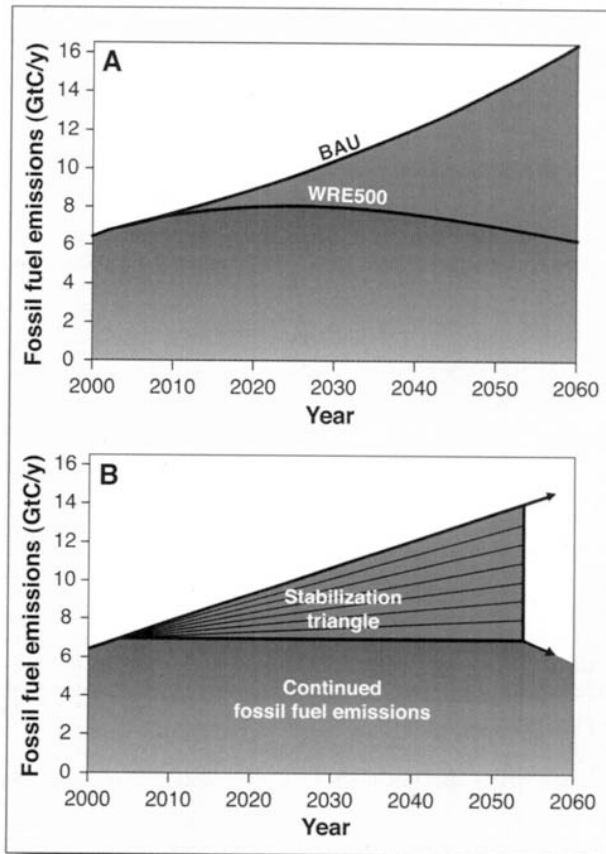 A
Fossil fuel emissions (GtC/y)
16
14
12
10
8
6
4
2
0
BAU
WRE500
2000 2010 2020 2030 2040 2050 2060
Year
B
Fossil fuel emissions (GtC/y)
16
14
12
10
8
6
4
2
0
Stabilization
triangle
Continued
fossil fuel emissions
2000 2010 2020 2030 2040 2050 2060
Year